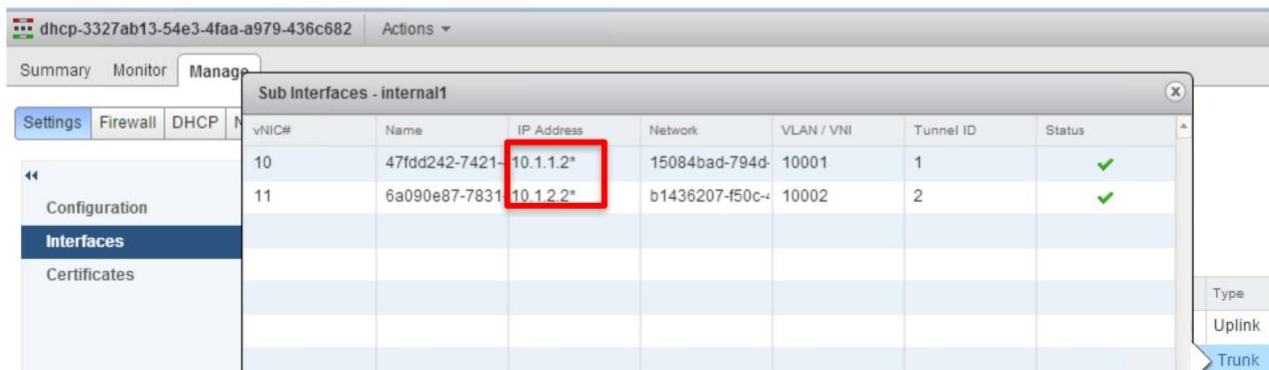 dhcp-3327ab13-54e3-4faa-a979-436c682 Actions
Summary Monitor Manage
Sub Interfaces - internal1
Settings Firewall DHCP N
vNIC# Name IP Address Network VLAN / VNI Tunnel ID Status
10 47fdd242-7421- 10.1.1.2* 15084bad-794d- 10001 1
11 6a090e87-7831- 10.1.2.2* b1436207-f50c-4 10002 2
Configuration
Interfaces
Certificates
Type
Uplink
Trunk